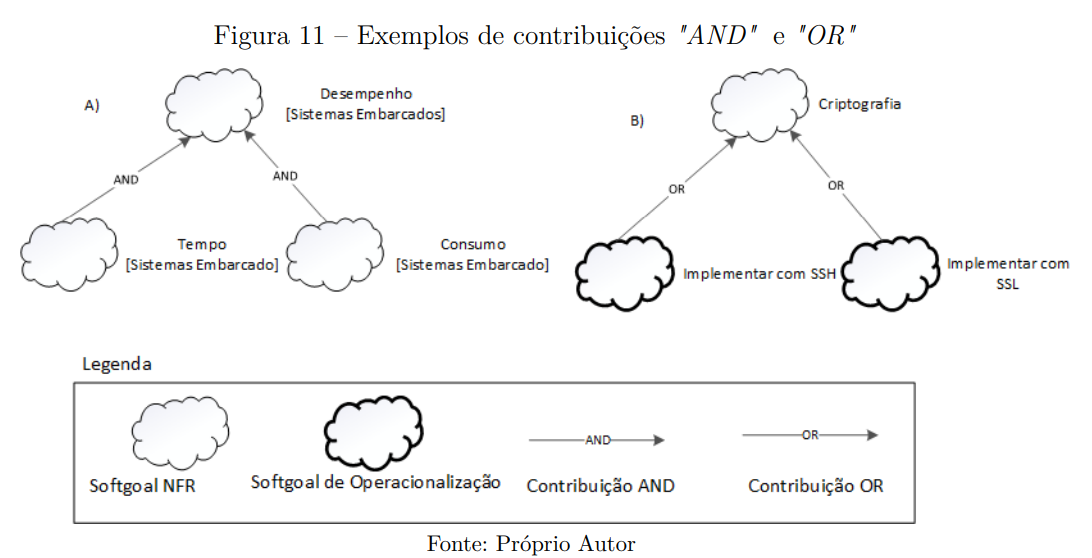 Figura 11 – Exemplos de contribuições "AND" e "OR"
A)
Desempenho
[Sistemas Embarcados]
AND
AND
Tempo
[Sistemas Embarcado]
Consumo
[Sistemas Embarcado]
B)
Criptografia
OR
OR
Implementar com SSH
Implementar com
SSL
Legenda
AND
OR
Softgoal NFR
Softgoal de Operacionalização
Contribuição AND
Contribuição OR
Fonte: Próprio Autor